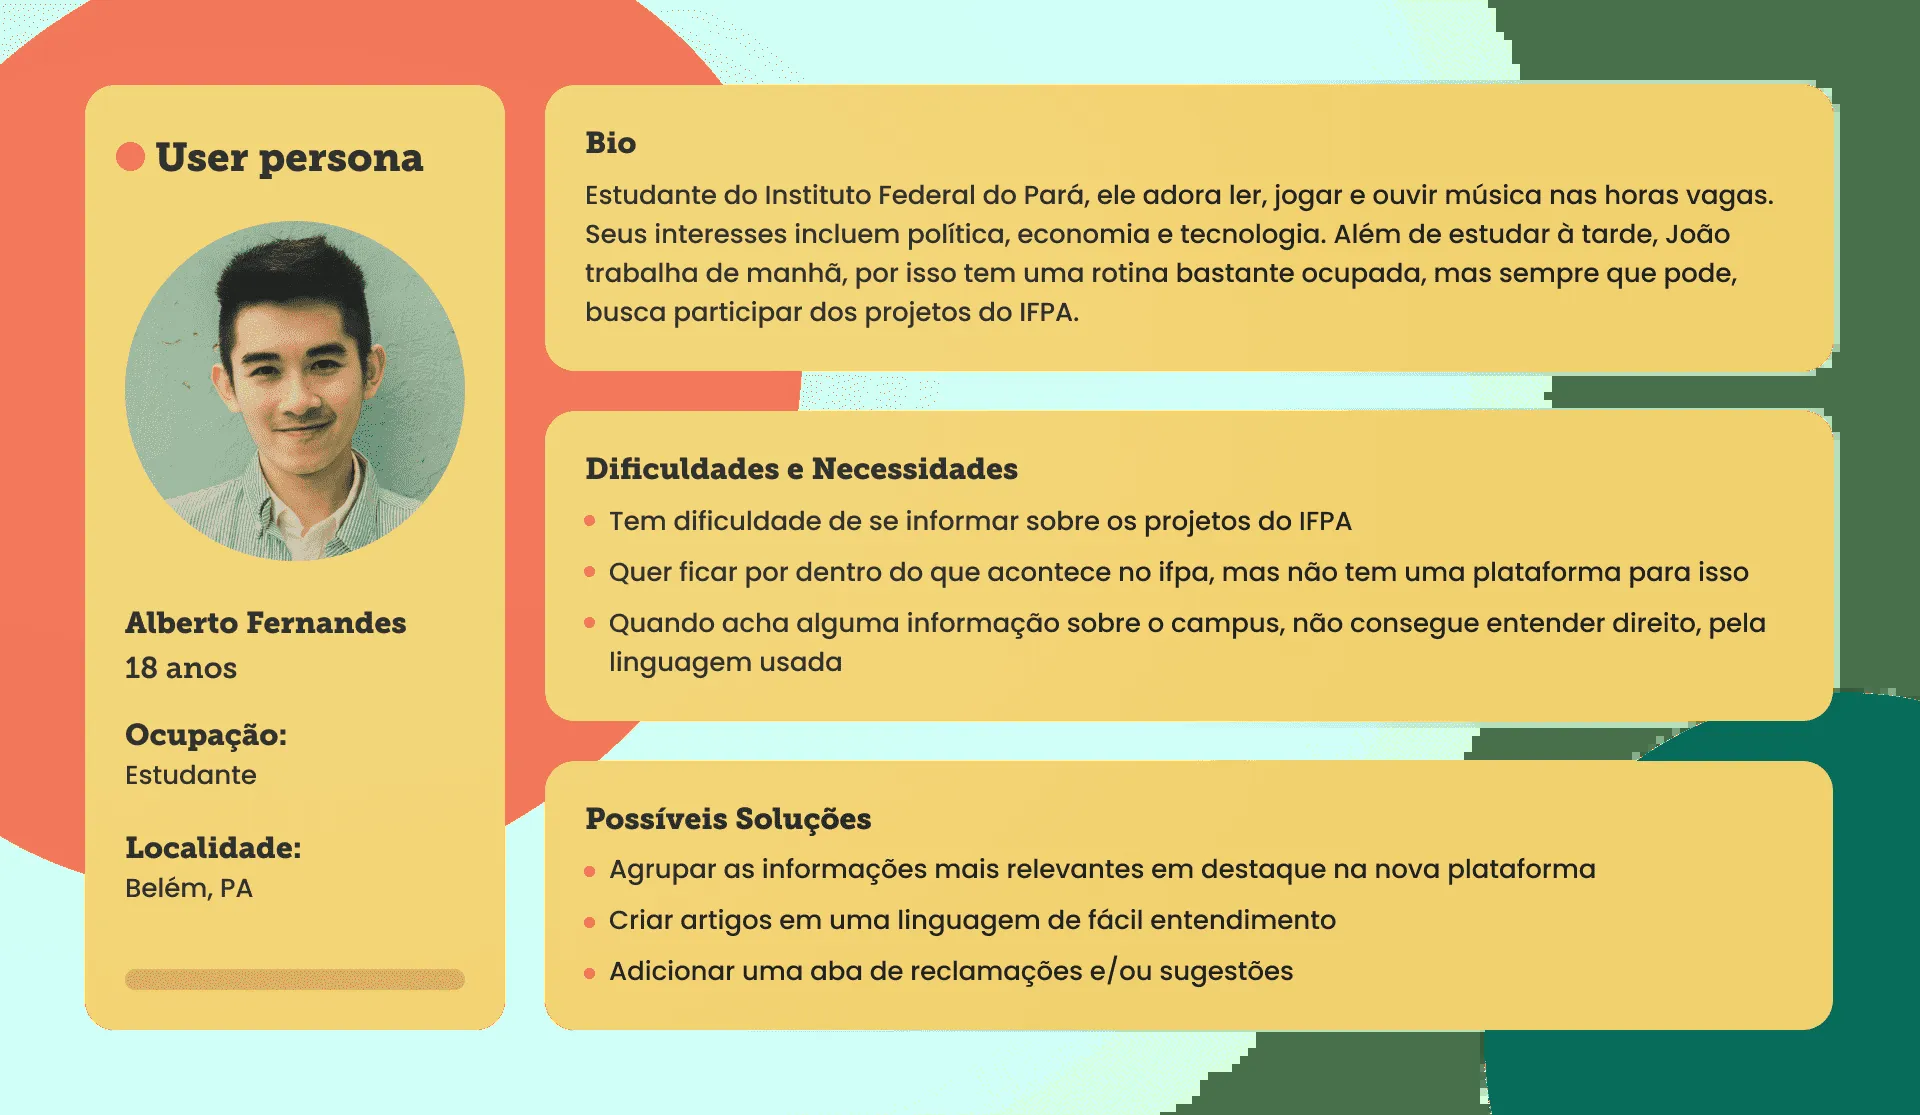 User persona
Alberto Fernandes
18 anos
Ocupação:
Estudante
Localidade:
Belém, PA
Bio
Estudante do Instituto Federal do Pará, ele adora ler, jogar e ouvir música nas horas vagas.
Seus interesses incluem política, economia e tecnologia. Além de estudar à tarde, João
trabalha de manhã, por isso tem uma rotina bastante ocupada, mas sempre que pode,
busca participar dos projetos do IFPA.
Dificuldades e Necessidades
Tem dificuldade de se informar sobre os projetos do IFPA
Quer ficar por dentro do que acontece no ifpa, mas não tem uma plataforma para isso
Quando acha alguma informação sobre o campus, não consegue entender direito, pela
linguagem usada
Possíveis Soluções
Agrupar as informações mais relevantes em destaque na nova plataforma
Criar artigos em uma linguagem de fácil entendimento
Adicionar uma aba de reclamações e/ou sugestões